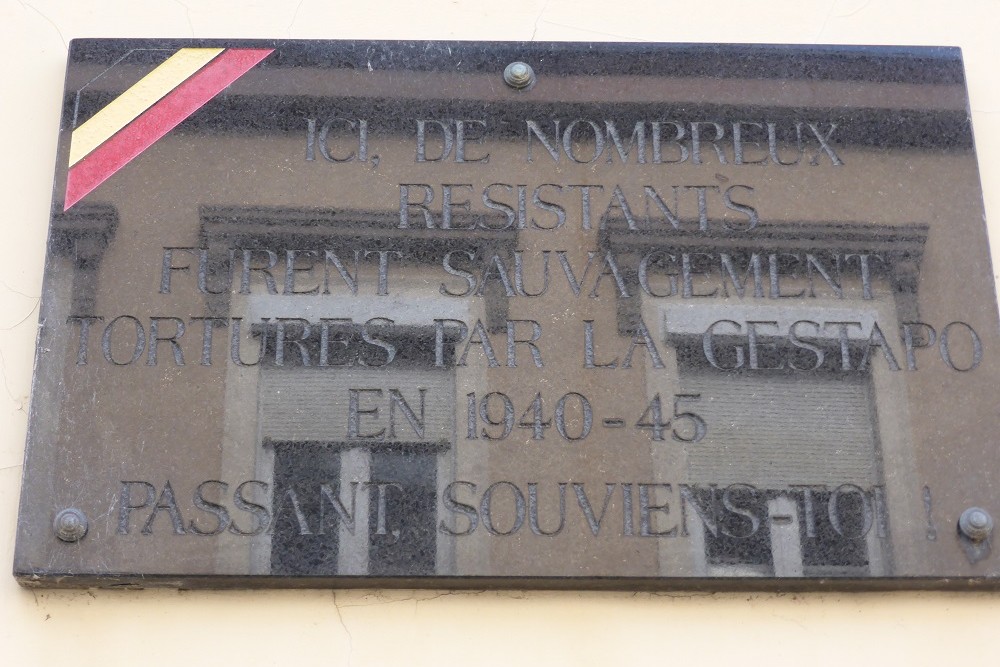 ICI, DE NOMBREUX
RESISTANTS
FURENT SAUVAGEMENT
TORTURES PAR LA GESTAPO
EN 1940-45
PASSANT, SOUVIENS-TOI !